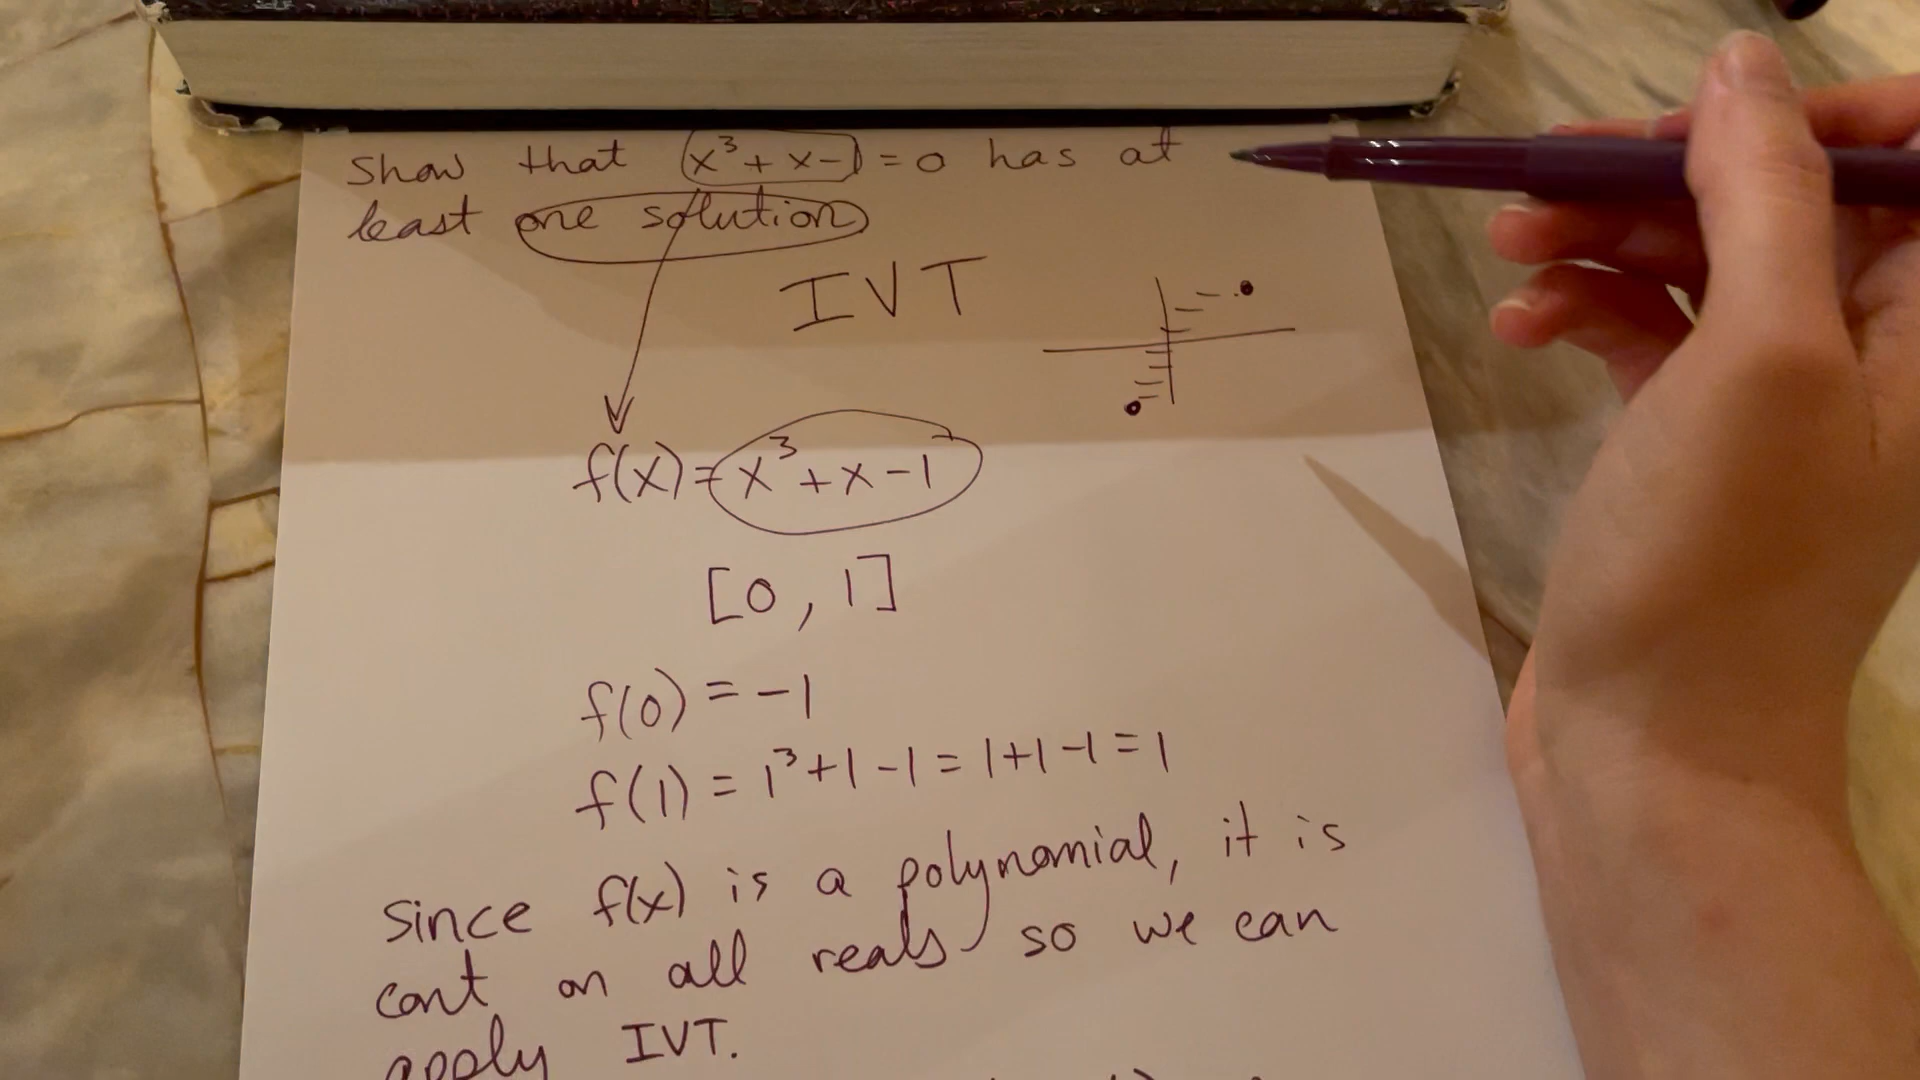 Show that (x³ + x - 1) = 0 has at
least one solution
IVT
f(x) = x³ + x - 1
[0, 1]
f(0) = -1
f(1) = 1³ + 1 - 1 = 1 + 1 - 1 = 1
Since f(x) is a polynomial, it is
cont on all reals so we can
apply IVT.